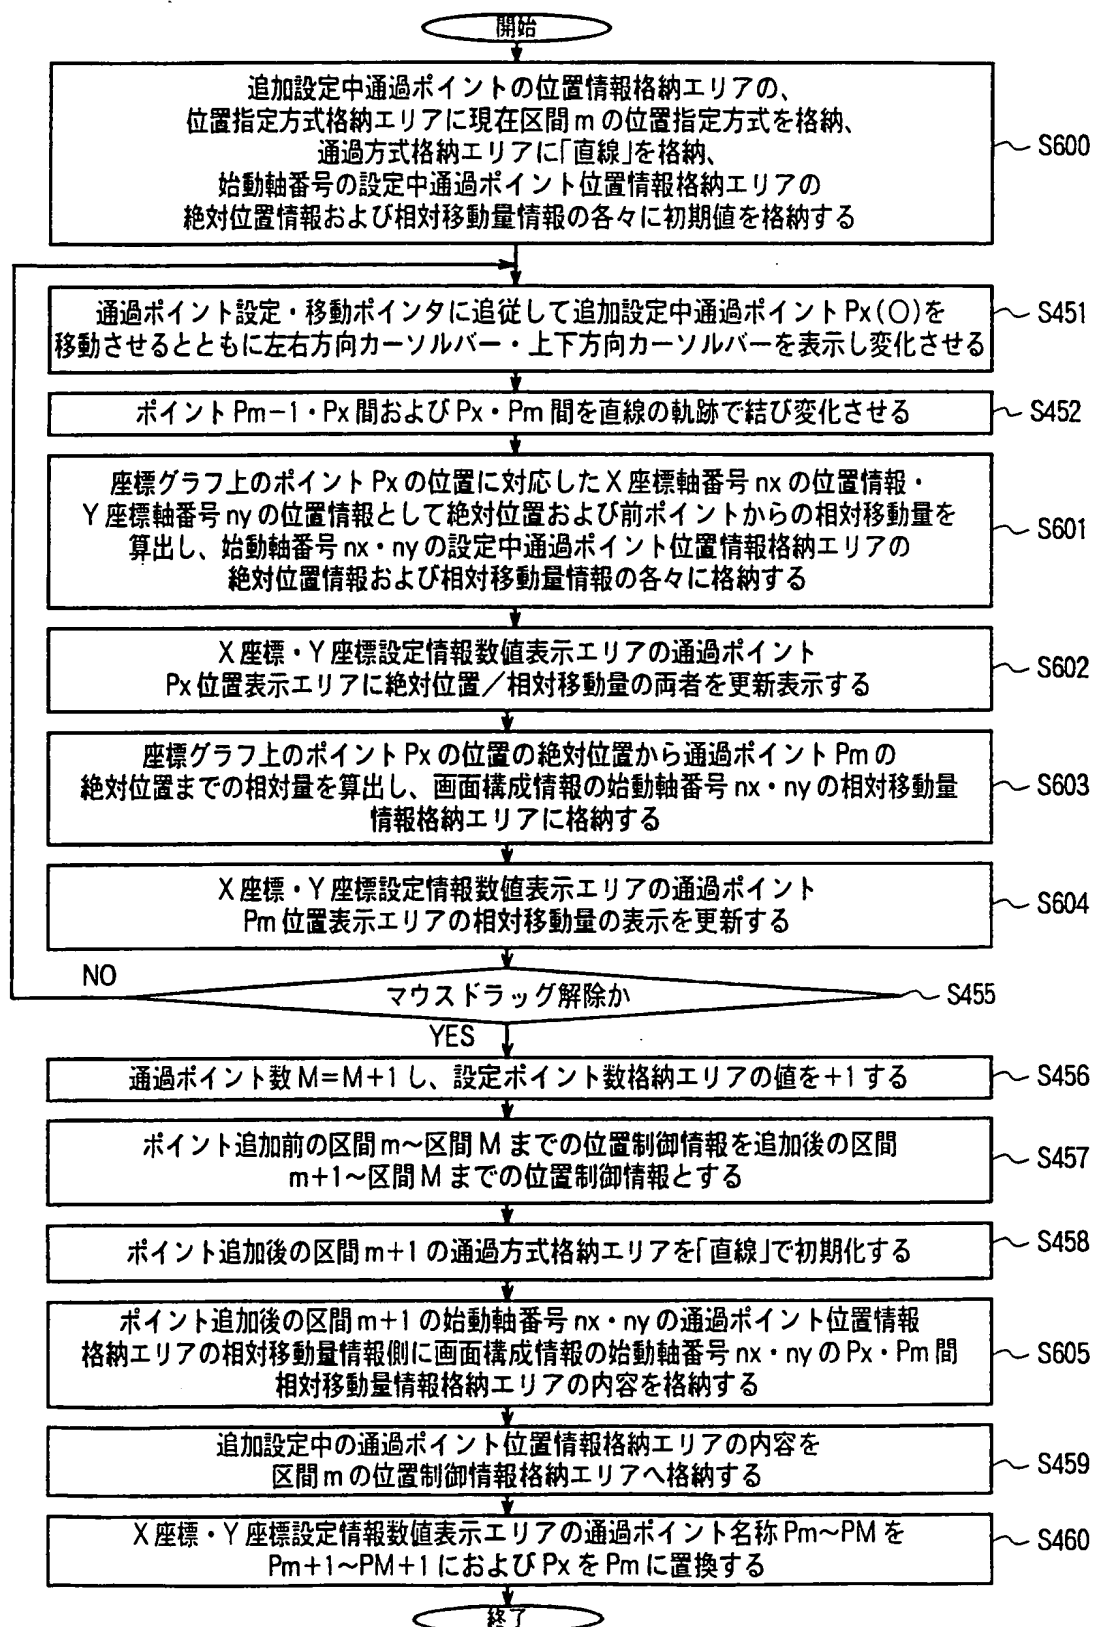 開始
追加設定中通過ポイントの位置情報格納エリアの、
位置指定方式格納エリアに現在区間mの位置指定方式を格納、
通過方式格納エリアに「直線」を格納、
始動軸番号の設定中通過ポイント位置情報格納エリアの
絶対位置情報および相対移動量情報の各々に初期値を格納する
S600
通過ポイント設定・移動ポインタに追従して追加設定中通過ポイントPx(○)を
移動させるとともに左右方向カーソルバー・上下方向カーソルバーを表示し変化させる
S451
ポイントPm-1・Px間およびPx・Pm間を直線の軌跡で結び変化させる
S452
座標グラフ上のポイントPxの位置に対応したX座標軸番号nxの位置情報・
Y座標軸番号nyの位置情報として絶対位置および前ポイントからの相対移動量を
算出し、始動軸番号nx・nyの設定中通過ポイント位置情報格納エリアの
絶対位置情報および相対移動量情報の各々に格納する
S601
X座標・Y座標設定情報数値表示エリアの通過ポイント
Px位置表示エリアに絶対位置／相対移動量の両者を更新表示する
S602
座標グラフ上のポイントPxの位置の絶対位置から通過ポイントPmの
絶対位置までの相対量を算出し、画面構成情報の始動軸番号nx・nyの相対移動量
情報格納エリアに格納する
S603
X座標・Y座標設定情報数値表示エリアの通過ポイント
Pm位置表示エリアの相対移動量の表示を更新する
S604
NO
マウスドラッグ解除か
S455
YES
通過ポイント数M=M+1し、設定ポイント数格納エリアの値を+1する
S456
ポイント追加前の区間m～区間Mまでの位置制御情報を追加後の区間
m+1～区間Mまでの位置制御情報とする
S457
ポイント追加後の区間m+1の通過方式格納エリアを「直線」で初期化する
S458
ポイント追加後の区間m+1の始動軸番号nx・nyの通過ポイント位置情報
格納エリアの相対移動量情報側に画面構成情報の始動軸番号nx・nyのPx・Pm間
相対移動量情報格納エリアの内容を格納する
S605
追加設定中の通過ポイント位置情報格納エリアの内容を
区間mの位置制御情報格納エリアへ格納する
S459
X座標・Y座標設定情報数値表示エリアの通過ポイント名称Pm～PMを
Pm+1～PM+1におよびPxをPmに置換する
S460
終了